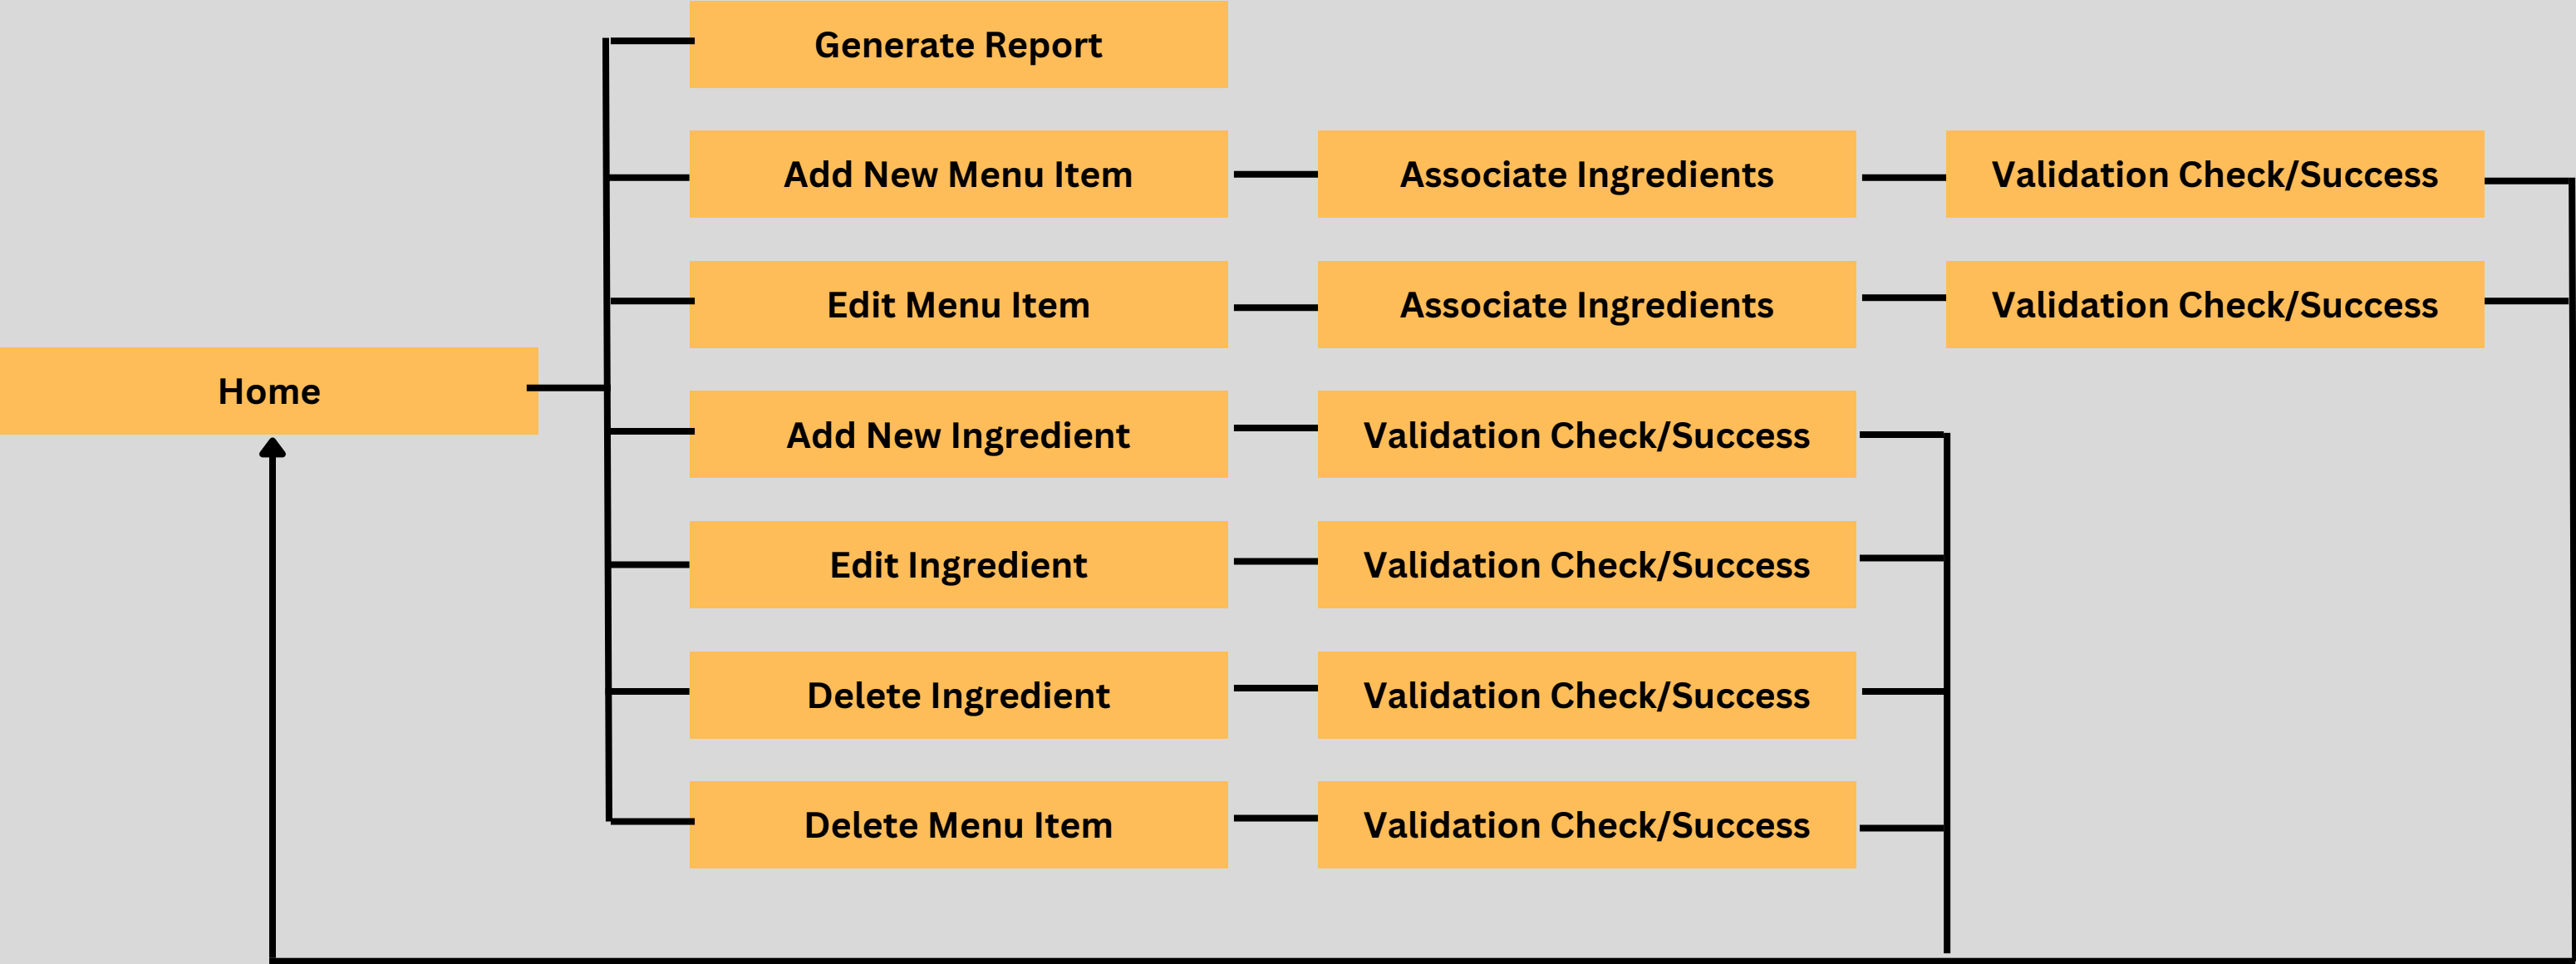 Generate Report
Add New Menu Item
Associate Ingredients
Validation Check/Success
Edit Menu Item
Associate Ingredients
Validation Check/Success
Home
Add New Ingredient
Validation Check/Success
Edit Ingredient
Validation Check/Success
Delete Ingredient
Validation Check/Success
Delete Menu Item
Validation Check/Success